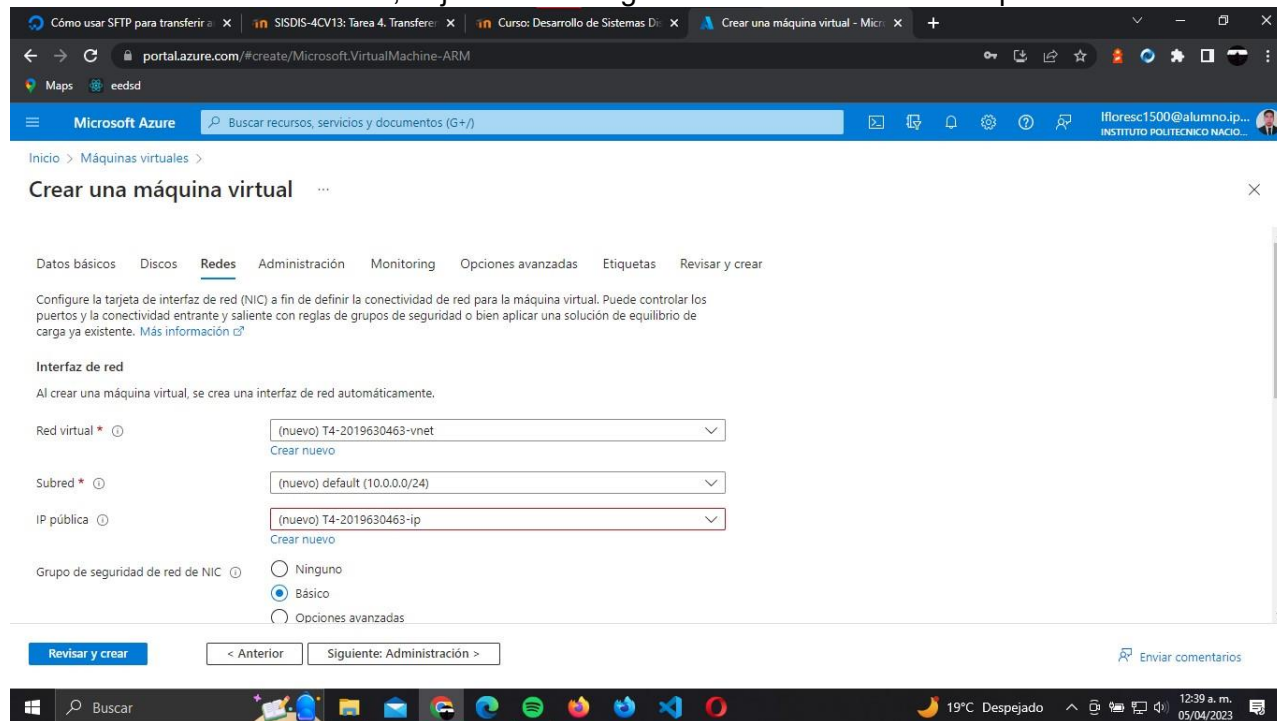 Cómo usar SFTP para transferir a
SISDIS-4CV13: Tarea 4. Transferer
Curso: Desarrollo de Sistemas Di
Crear una máquina virtual - Micro
portal.azure.com/#create/Microsoft.VirtualMachine-ARM
Maps eedsd
Microsoft Azure
Buscar recursos, servicios y documentos (G+/)
lfloresc1500@alumno.ip...
INSTITUTO POLITECNICO NACIO...
Inicio > Máquinas virtuales >
Crear una máquina virtual ...
Datos básicos Discos Redes Administración Monitoring Opciones avanzadas Etiquetas Revisar y crear
Configure la tarjeta de interfaz de red (NIC) a fin de definir la conectividad de red para la máquina virtual. Puede controlar los
puertos y la conectividad entrante y saliente con reglas de grupos de seguridad o bien aplicar una solución de equilibrio de
carga ya existente. Más información
Interfaz de red
Al crear una máquina virtual, se crea una interfaz de red automáticamente.
Red virtual *
(nuevo) T4-2019630463-vnet
Crear nuevo
Subred *
(nuevo) default (10.0.0.0/24)
IP pública
(nuevo) T4-2019630463-ip
Crear nuevo
Grupo de seguridad de red de NIC
Ninguno
Básico
Opciones avanzadas
Revisar y crear
< Anterior
Siguiente: Administración >
Enviar comentarios
Buscar
19°C Despejado
12:39 a. m.
05/04/2023